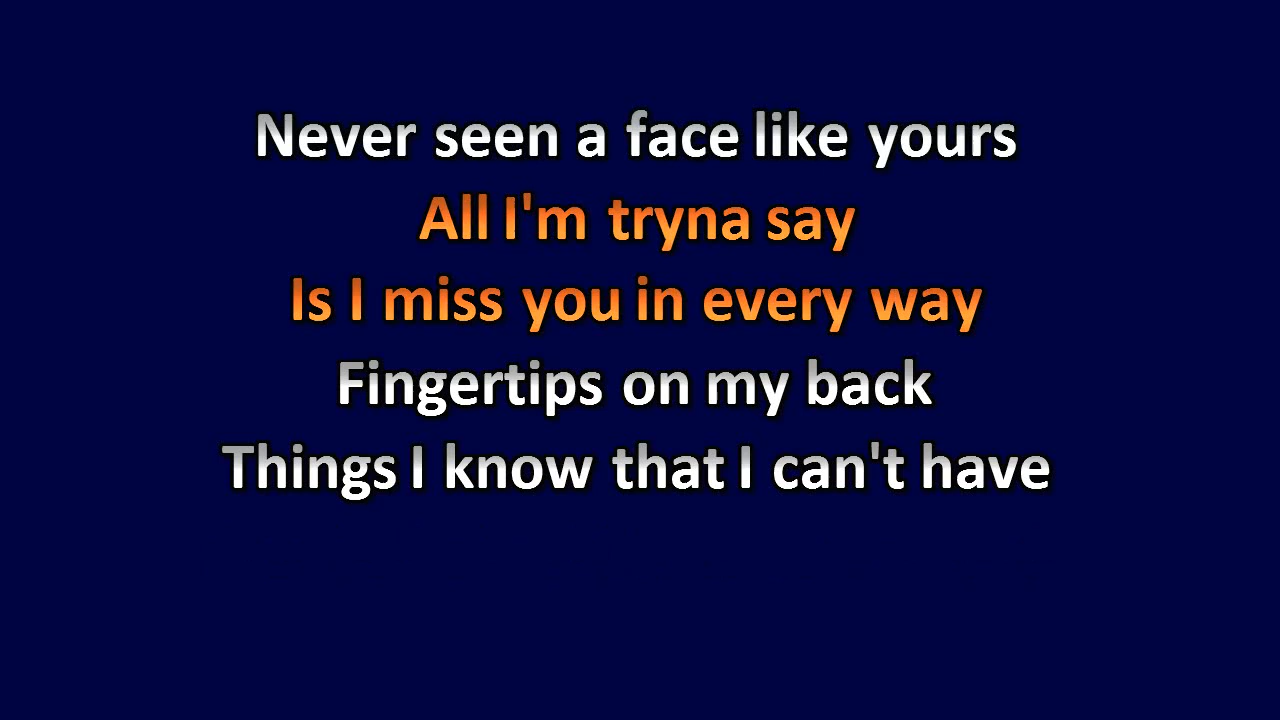 Never seen a face like yours
All I'm tryna say
Is I miss you in every way
Fingertips on my back
Things I know that I can't have